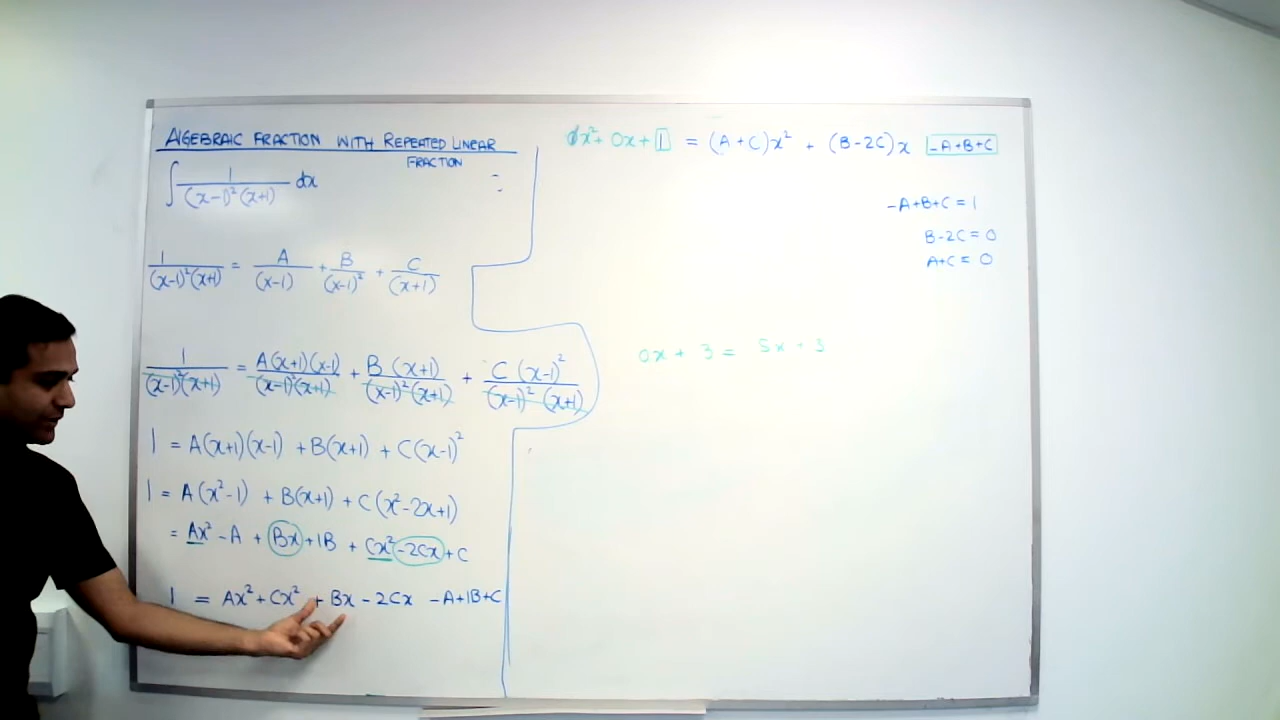 ALGEBRAIC FRACTION WITH REPEATED LINEAR
FRACTION
∫ 1/((x-1)²(x+1)) dx
1/((x-1)²(x+1)) = A/(x-1) + B/(x-1)² + C/(x+1)
1/((x-1)²(x+1)) = A(x+1)(x-1)/((x-1)²(x+1)) + B(x+1)/((x-1)²(x+1)) + C(x-1)²/((x-1)²(x+1))
1 = A(x+1)(x-1) + B(x+1) + C(x-1)²
1 = A(x²-1) + B(x+1) + C(x²-2x+1)
= Ax² - A + Bx + 1B + Cx² - 2Cx + C
1 = Ax² + Cx² + Bx - 2Cx - A + 1B + C
0x² + 0x + 1 = (A+C)x² + (B-2C)x -A+B+C
-A+B+C = 1
B-2C = 0
A+C = 0
0x + 3 = 5x + 3